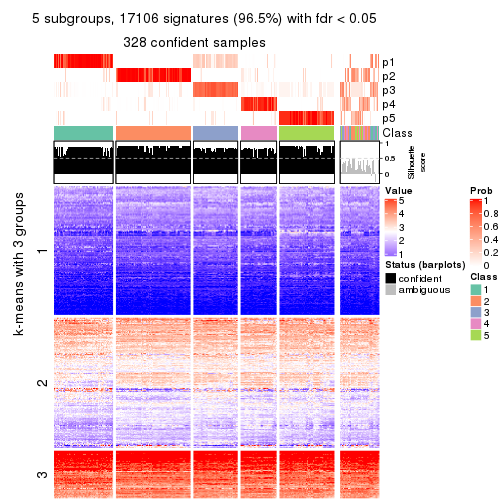 5 subgroups, 17106 signatures (96.5%) with fdr < 0.05
328 confident samples
p1
p2
p3
p4
p5
Class
1
0.5
0
Silhouette
score
k-means with 3 groups
1
2
3
Value
5
4
3
2
1
Status (barplots)
confident
ambiguous
Prob
1
0.8
0.6
0.4
0.2
0
Class
1
2
3
4
5